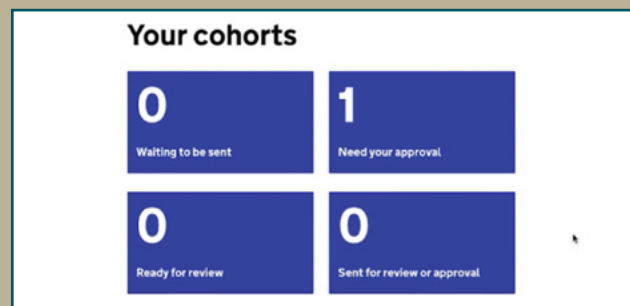 Your cohorts
0
Waiting to be sent
1
Need your approval
0
Ready for review
0
Sent for review or approval